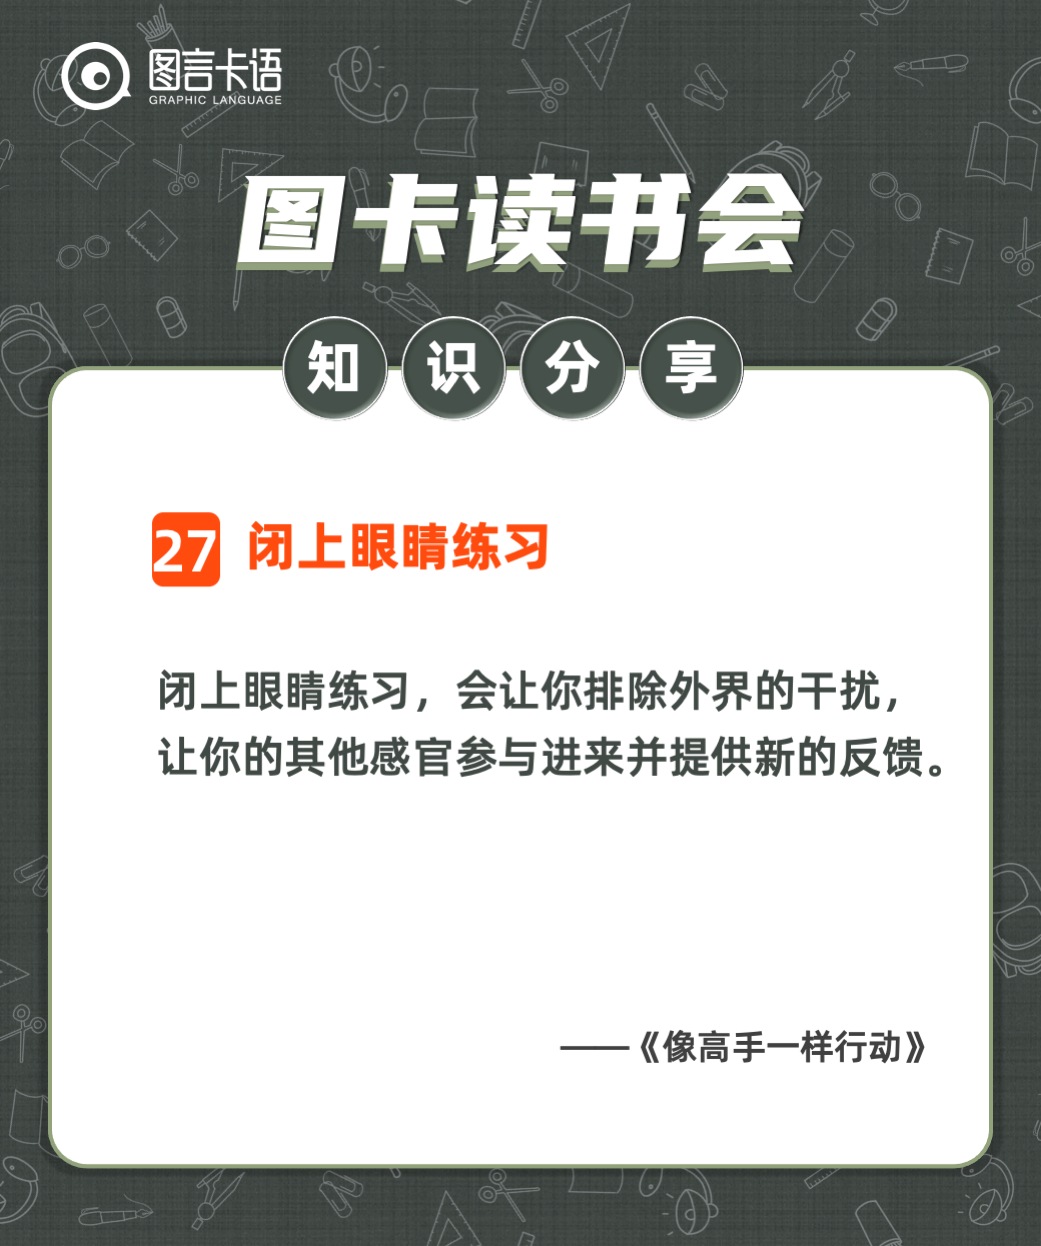 图言卡语
GRAPHIC LANGUAGE
图卡读书会
知识分享
27 闭上眼睛练习
闭上眼睛练习，会让你排除外界的干扰，
让你的其他感官参与进来并提供新的反馈。
——《像高手一样行动》